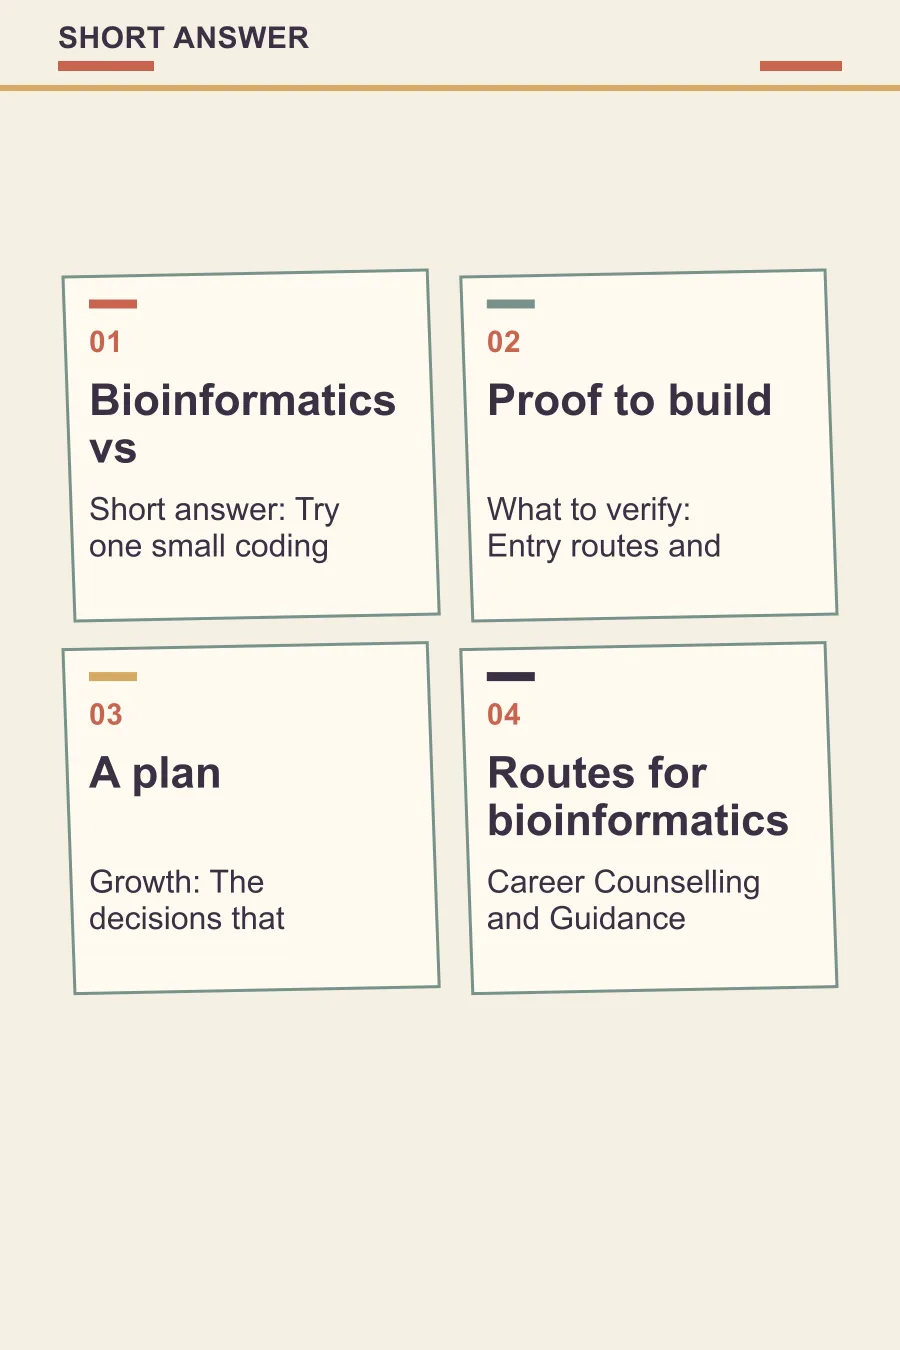 SHORT ANSWER
01
Bioinformatics
vs
Short answer: Try
one small coding
02
Proof to build
What to verify:
Entry routes and
03
A plan
Growth: The
decisions that
04
Routes for
bioinformatics
Career Counselling
and Guidance